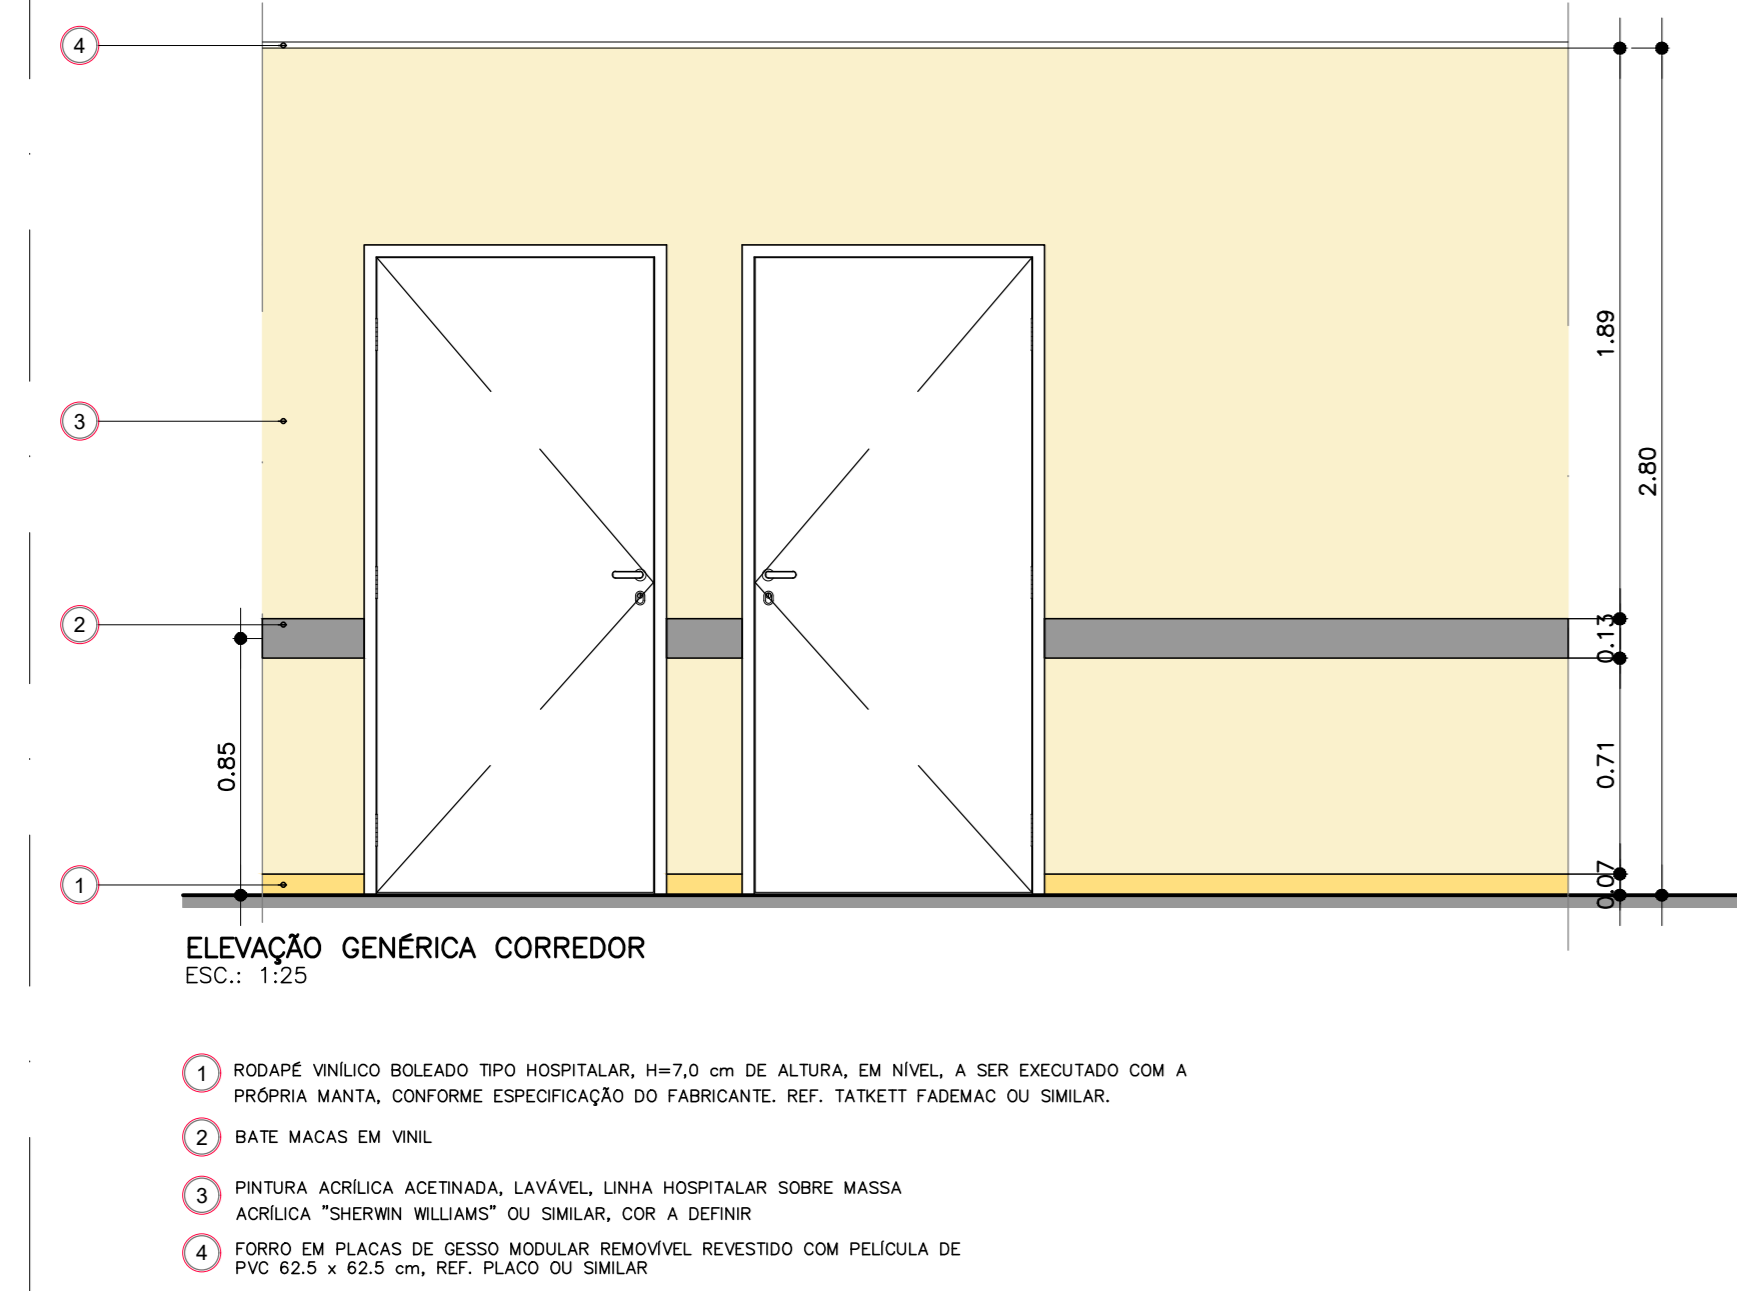 4
3
2
1
1.89
2.80
0.13
0.85
0.71
0.07
ELEVAÇÃO GENÉRICA CORREDOR
ESC.: 1:25
1 RODAPÉ VINÍLICO BOLEADO TIPO HOSPITALAR, H=7,0 cm DE ALTURA, EM NÍVEL, A SER EXECUTADO COM A
PRÓPRIA MANTA, CONFORME ESPECIFICAÇÃO DO FABRICANTE. REF. TATKETT FADEMAC OU SIMILAR.
2 BATE MACAS EM VINIL
3 PINTURA ACRÍLICA ACETINADA, LAVÁVEL, LINHA HOSPITALAR SOBRE MASSA
ACRÍLICA "SHERWIN WILLIAMS" OU SIMILAR, COR A DEFINIR
4 FORRO EM PLACAS DE GESSO MODULAR REMOVÍVEL REVESTIDO COM PELÍCULA DE
PVC 62.5 x 62.5 cm, REF. PLACO OU SIMILAR